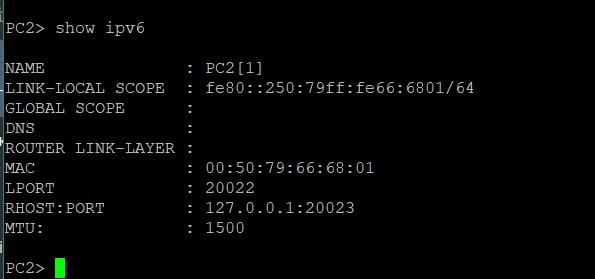 PC2> show ipv6
NAME : PC2[1]
LINK-LOCAL SCOPE : fe80::250:79ff:fe66:6801/64
GLOBAL SCOPE :
DNS :
ROUTER LINK-LAYER :
MAC : 00:50:79:66:68:01
LPORT : 20022
RHOST:PORT : 127.0.0.1:20023
MTU: : 1500
PC2>